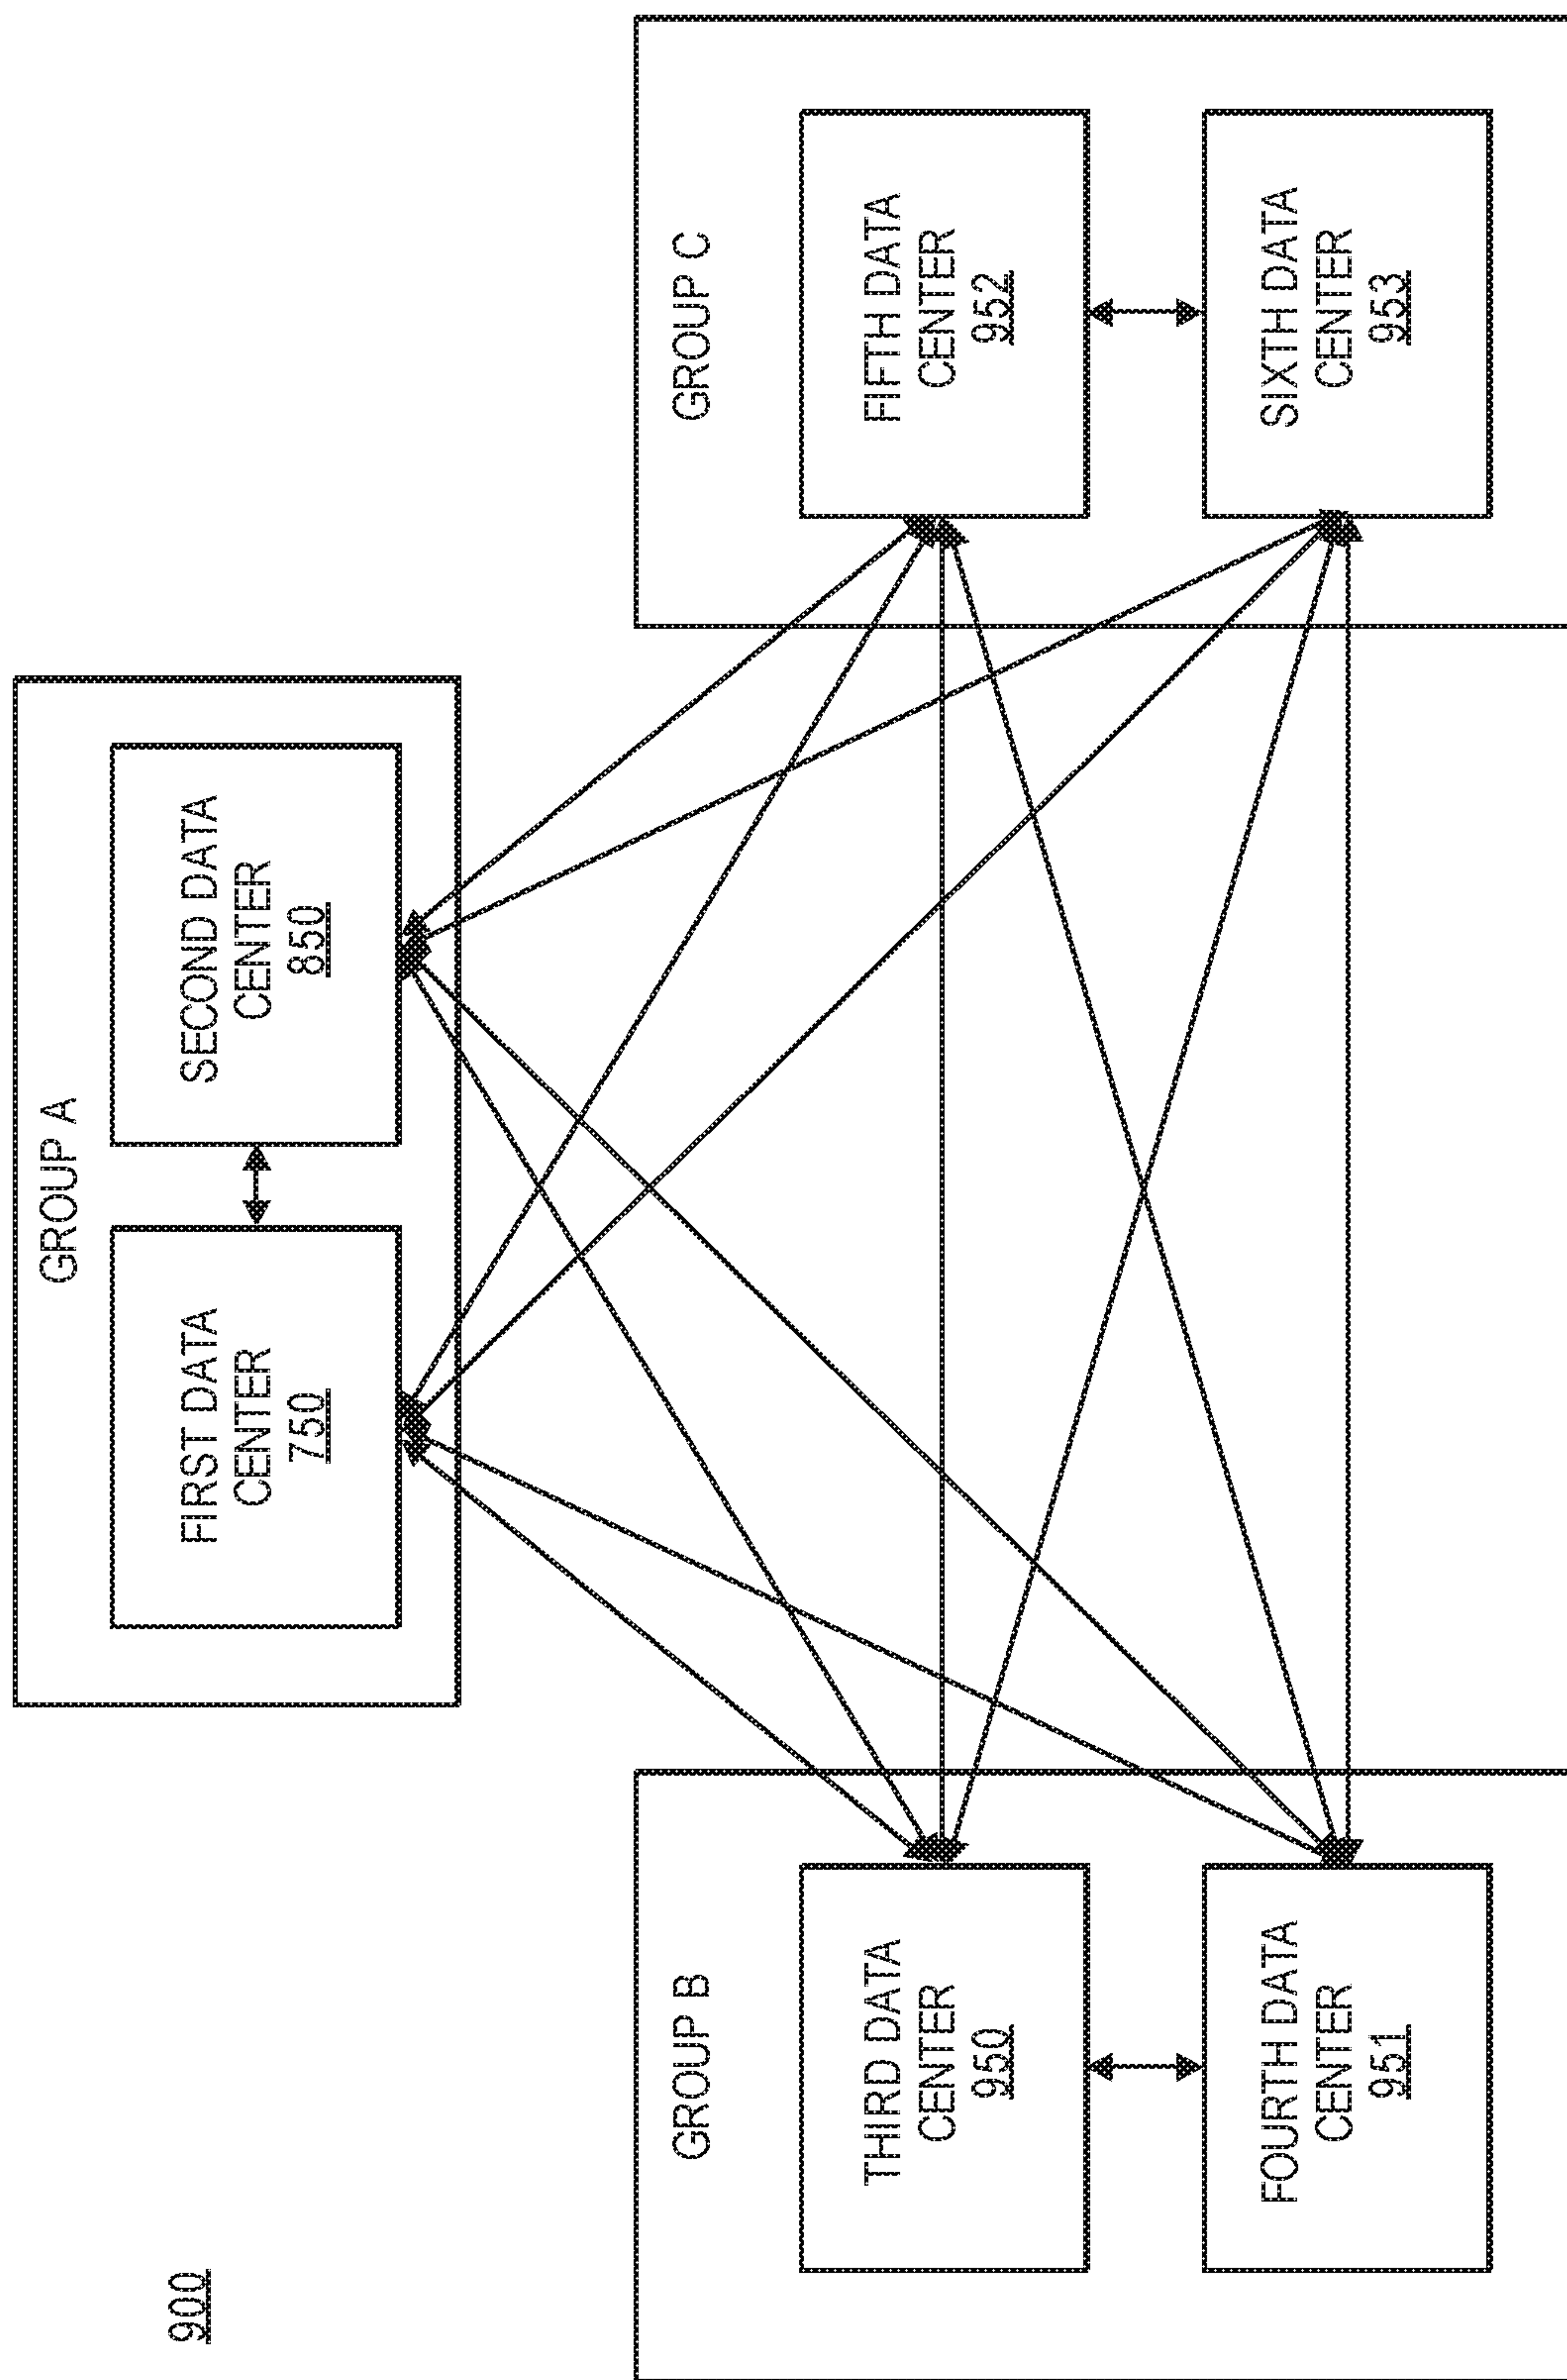 900
GROUP A
FIRST DATA
CENTER
750
SECOND DATA
CENTER
850
GROUP B
THIRD DATA
CENTER
950
FOURTH DATA
CENTER
951
GROUP C
FIFTH DATA
CENTER
952
SIXTH DATA
CENTER
953